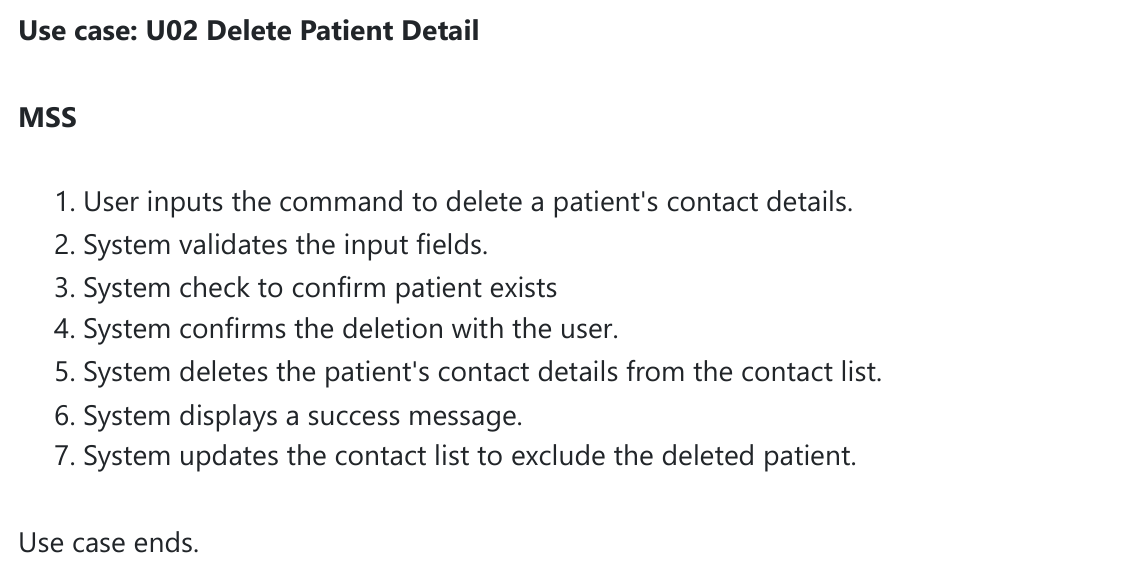 Use case: U02 Delete Patient Detail
MSS
1. User inputs the command to delete a patient's contact details.
2. System validates the input fields.
3. System check to confirm patient exists
4. System confirms the deletion with the user.
5. System deletes the patient's contact details from the contact list.
6. System displays a success message.
7. System updates the contact list to exclude the deleted patient.
Use case ends.